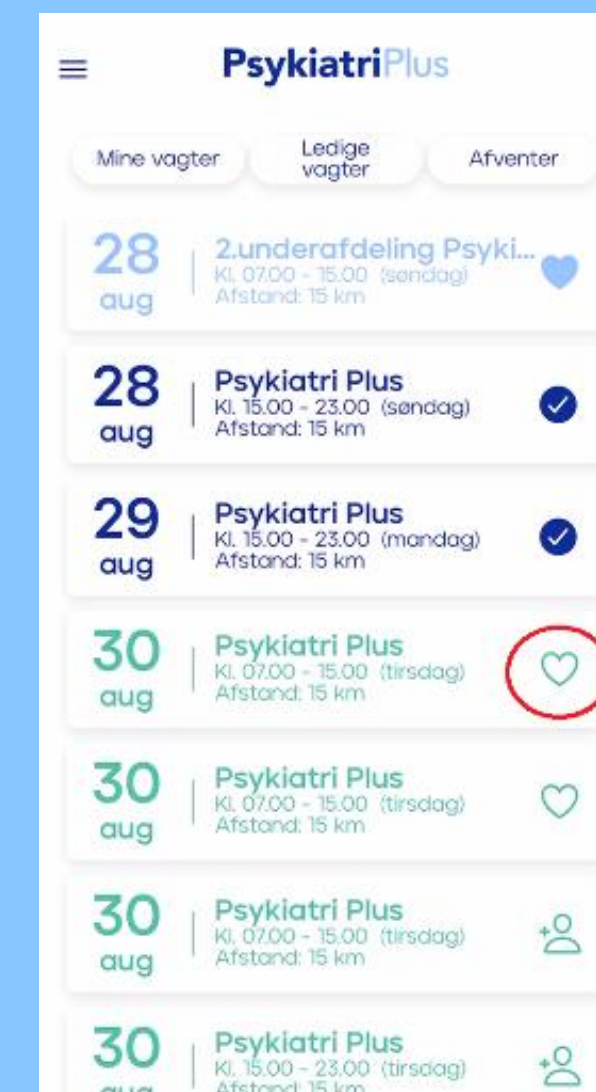 PsykiatriPlus
Mine vagter
Ledige
vagter
Afventer
28
aug
2.underafdeling Psyki...
Kl. 07.00 - 15.00 (søndag)
Afstand: 15 km
28
aug
Psykiatri Plus
Kl. 15.00 - 23.00 (søndag)
Afstand: 15 km
29
aug
Psykiatri Plus
Kl. 15.00 - 23.00 (mandag)
Afstand: 15 km
30
aug
Psykiatri Plus
Kl. 07.00 - 15.00 (tirsdag)
Afstand: 15 km
30
aug
Psykiatri Plus
Kl. 07.00 - 15.00 (tirsdag)
Afstand: 15 km
30
aug
Psykiatri Plus
Kl. 07.00 - 15.00 (tirsdag)
Afstand: 15 km
30
aug
Psykiatri Plus
Kl. 15.00 - 23.00 (tirsdag)
Afstand: 15 km